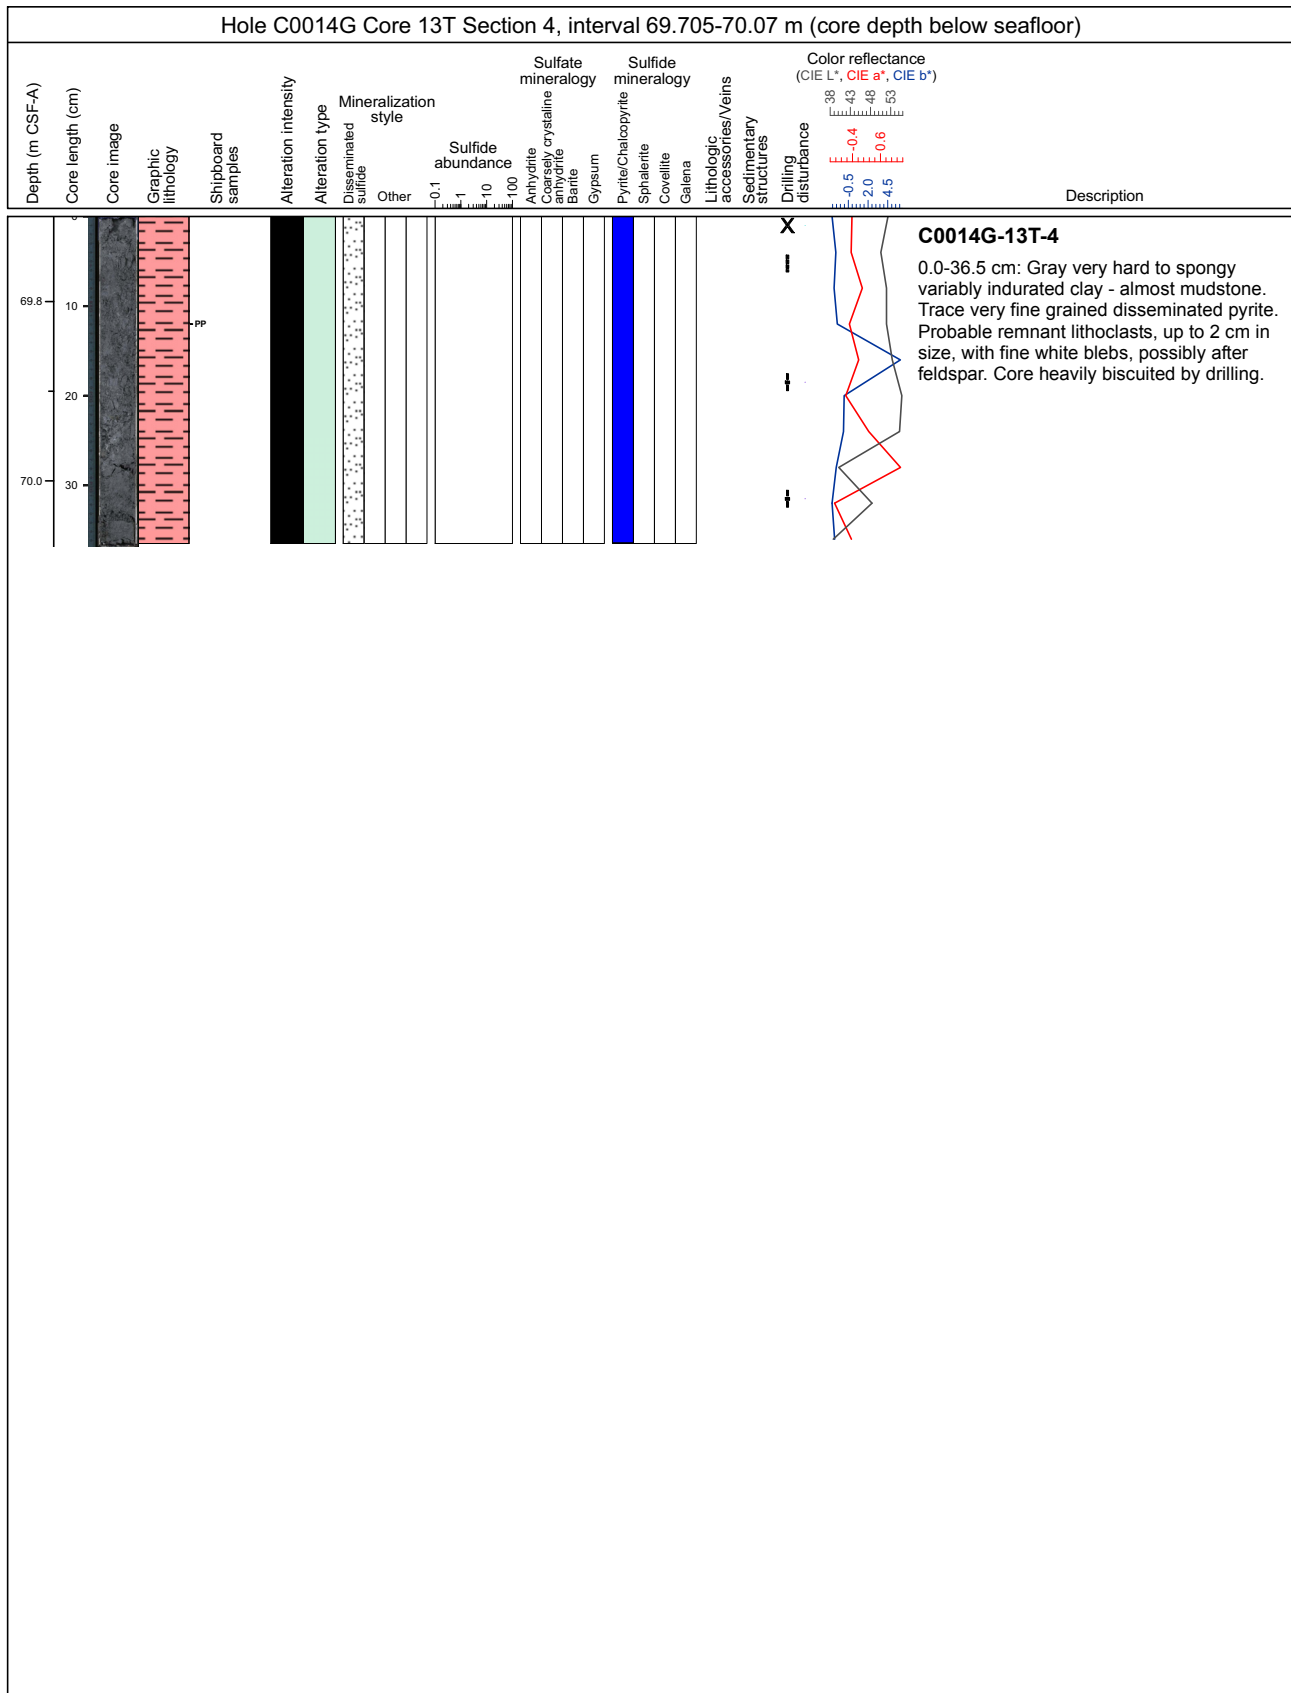 Hole C0014G Core 13T Section 4, interval 69.705-70.07 m (core depth below seafloor)
Depth (m CSF-A)
Core length (cm)
Core image
Graphic
lithology
Shipboard
samples
Alteration intensity
Alteration type
Mineralization
style
Disseminated
sulfide
Other
Sulfide
abundance
0.1
1
10
100
Sulfate
mineralogy
Anhydrite
Coarsely crystaline
anhydrite
Barite
Gypsum
Sulfide
mineralogy
Pyrite/Chalcopyrite
Sphalerite
Covellite
Galena
Lithologic
accessories/Veins
Sedimentary
structures
Drilling
disturbance
Color reflectance
(CIE L*, CIE a*, CIE b*)
38
43
48
53
-0.4
0.6
-0.5
2.0
4.5
Description
0
69.8
10
PP
20
70.0
30
X
C0014G-13T-4
0.0-36.5 cm: Gray very hard to spongy
variably indurated clay - almost mudstone.
Trace very fine grained disseminated pyrite.
Probable remnant lithoclasts, up to 2 cm in
size, with fine white blebs, possibly after
feldspar. Core heavily biscuited by drilling.